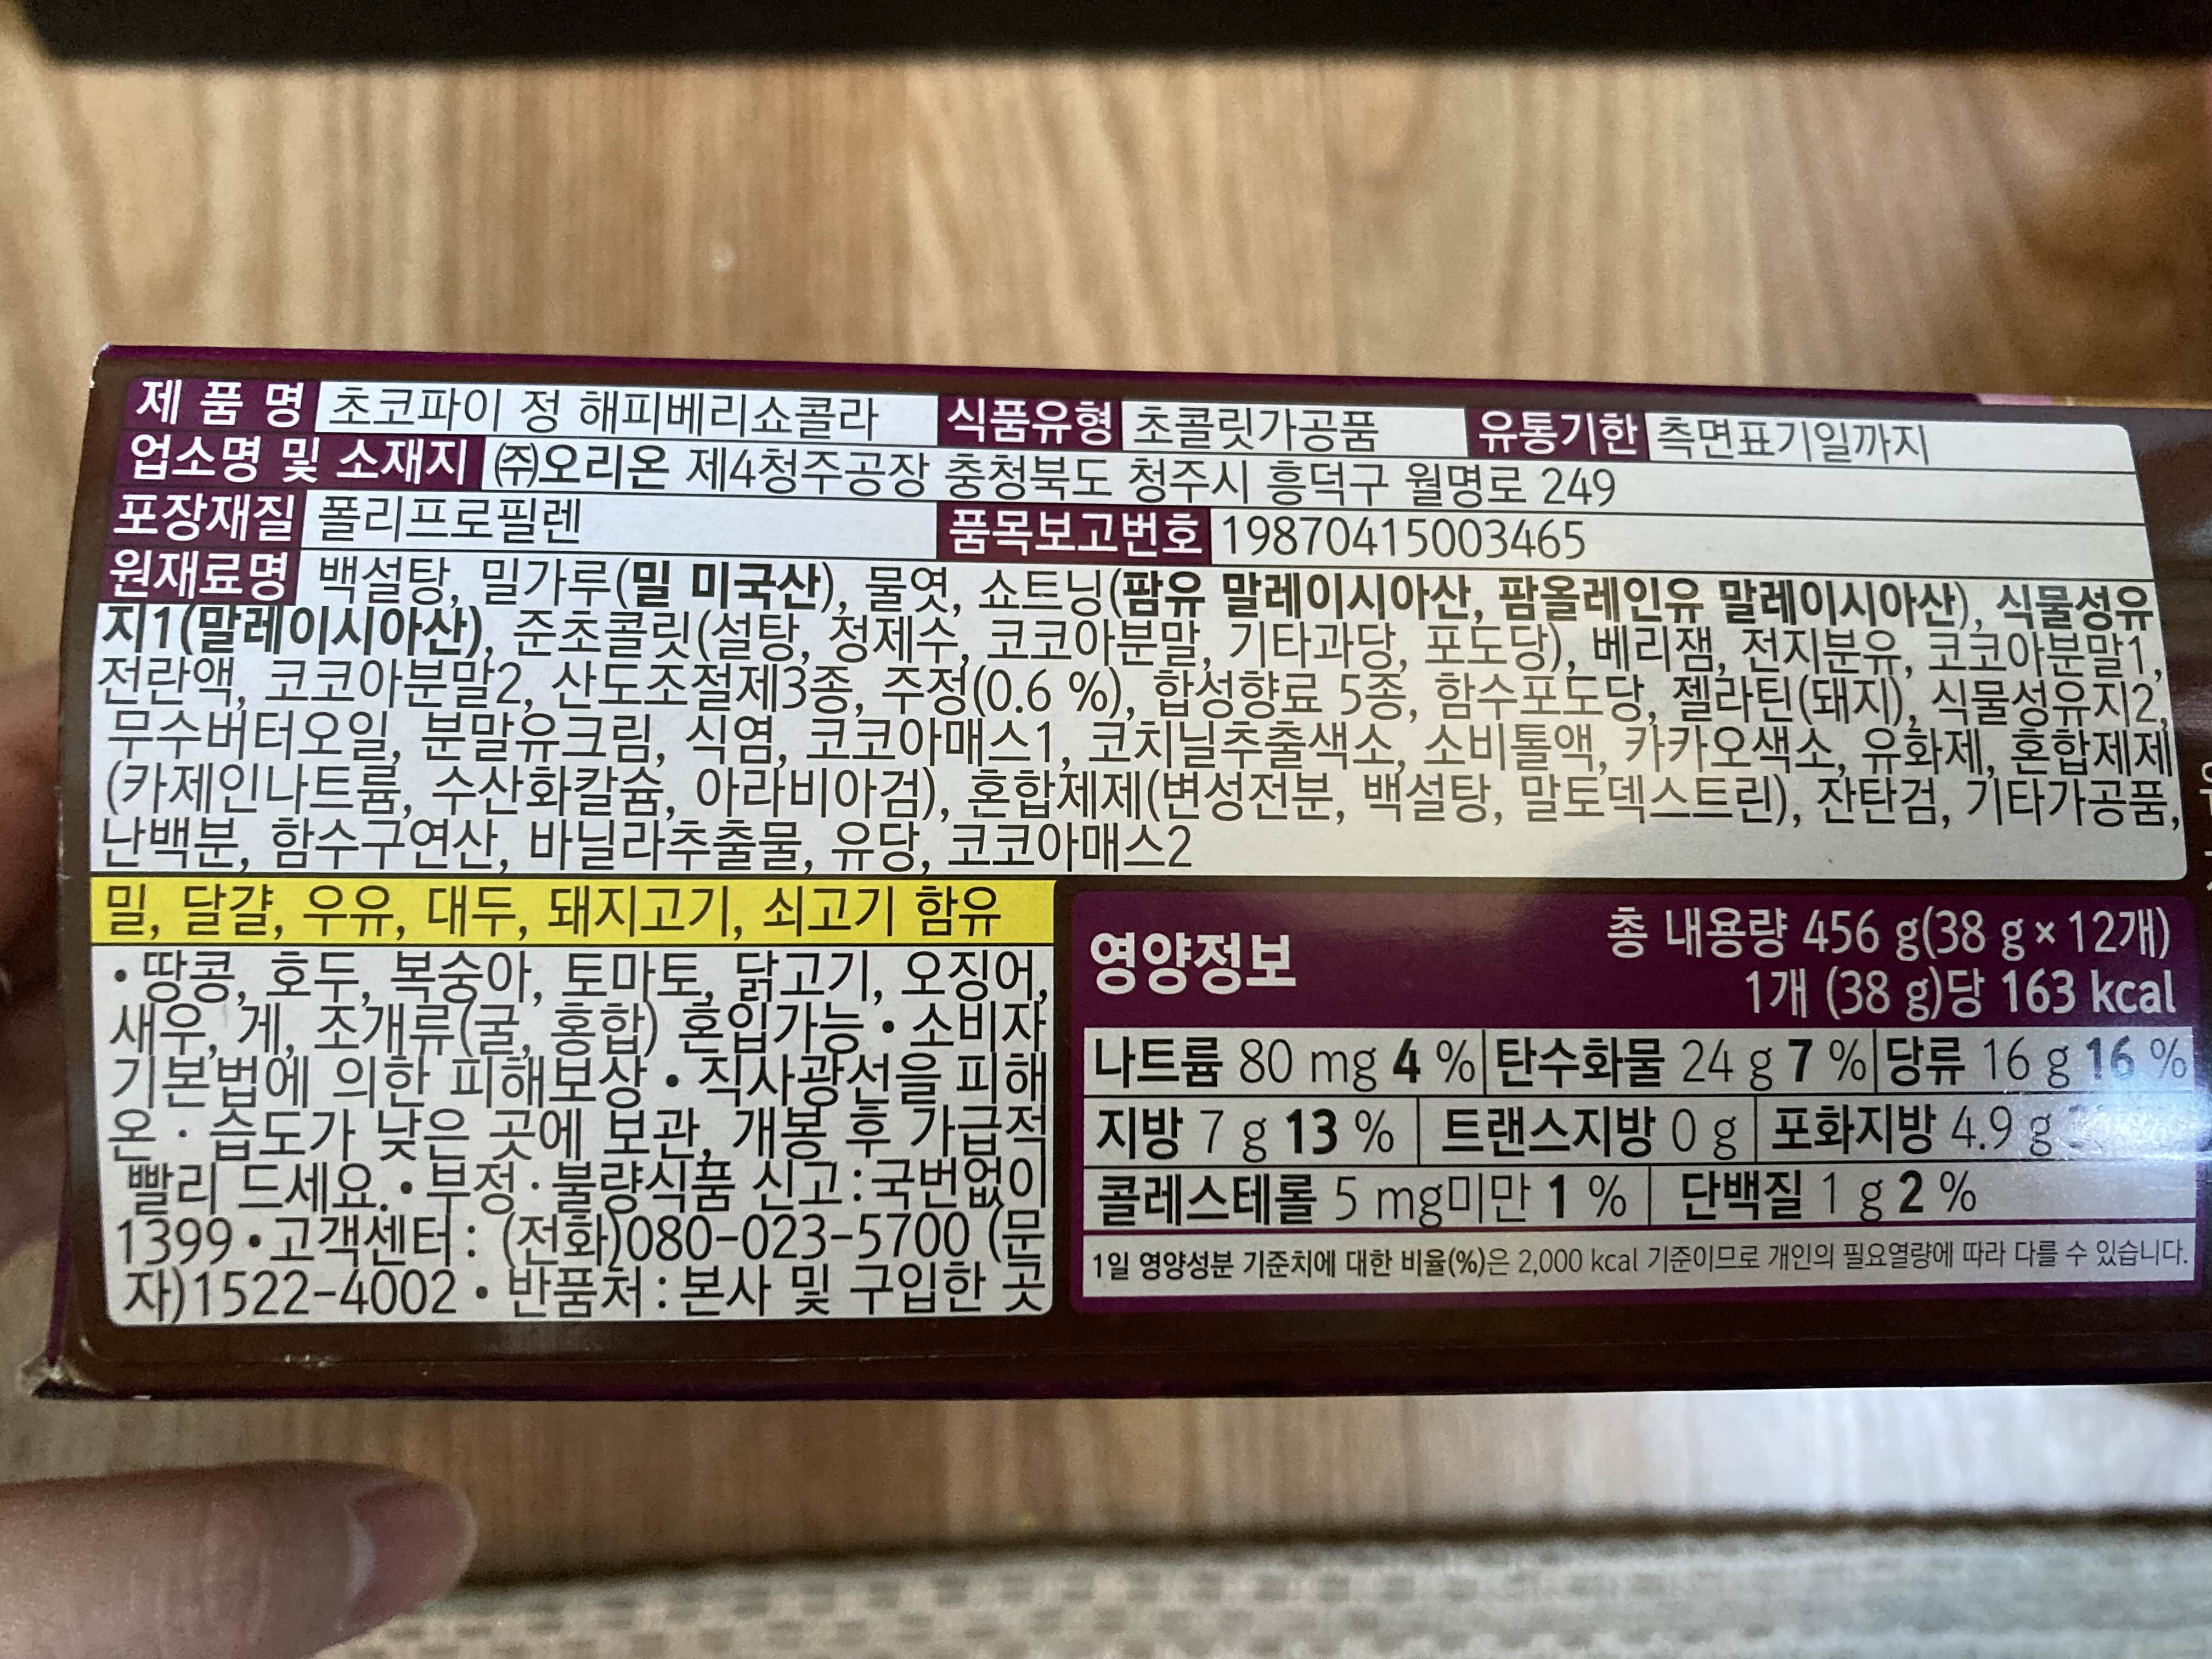 제 품 명 초코파이 정 해피베리쇼콜라 식품유형 초콜릿가공품 유통기한 측면표기일까지
업소명 및 소재지 ㈜오리온 제4청주공장 충청북도 청주시 흥덕구 월명로 249
포장재질 폴리프로필렌 품목보고번호 19870415003465
원재료명 백설탕, 밀가루(밀 미국산), 물엿, 쇼트닝(팜유 말레이시아산, 팜올레인유 말레이시아산), 식물성유
지1(말레이시아산), 준초콜릿(설탕, 정제수, 코코아분말, 기타과당, 포도당), 베리잼, 전지분유, 코코아분말1,
전란액, 코코아분말2, 산도조절제3종, 주정(0.6 %), 합성향료 5종, 함수포도당, 젤라틴(돼지), 식물성유지2,
무수버터오일, 분말유크림, 식염, 코코아매스1, 코치닐추출색소, 소비톨액, 카카오색소, 유화제, 혼합제제
(카제인나트륨, 수산화칼슘, 아라비아검), 혼합제제(변성전분, 백설탕, 말토덱스트린), 잔탄검, 기타가공품,
난백분, 함수구연산, 바닐라추출물, 유당, 코코아매스2
밀, 달걀, 우유, 대두, 돼지고기, 쇠고기 함유
• 땅콩, 호두, 복숭아, 토마토, 닭고기, 오징어,
새우, 게, 조개류(굴, 홍합) 혼입가능 • 소비자
기본법에 의한 피해보상 • 직사광선을 피해
온 · 습도가 낮은 곳에 보관, 개봉 후 가급적
빨리 드세요. • 부정 · 불량식품 신고 : 국번없이
1399 • 고객센터 : (전화)080-023-5700 (문
자)1522-4002 • 반품처 : 본사 및 구입한 곳
영양정보
총 내용량 456 g(38 g × 12개)
1개 (38 g)당 163 kcal
나트륨 80 mg 4 % 탄수화물 24 g 7 % 당류 16 g 16 %
지방 7 g 13 % 트랜스지방 0 g 포화지방 4.9 g
콜레스테롤 5 mg미만 1 % 단백질 1 g 2 %
1일 영양성분 기준치에 대한 비율(%)은 2,000 kcal 기준이므로 개인의 필요열량에 따라 다를 수 있습니다.